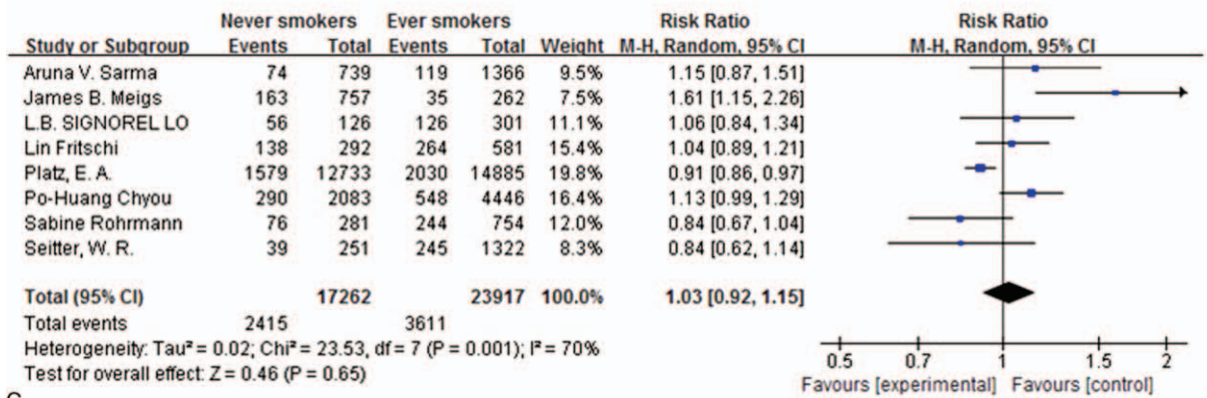 Never smokers Ever smokers Risk Ratio Risk Ratio
Study or Subgroup Events Total Events Total Weight M-H, Random, 95% CI M-H, Random, 95% CI
Aruna V. Sarma 74 739 119 1366 9.5% 1.15 [0.87, 1.51]
James B. Meigs 163 757 35 262 7.5% 1.61 [1.15, 2.26]
L.B. SIGNOREL LO 56 126 126 301 11.1% 1.06 [0.84, 1.34]
Lin Fritschi 138 292 264 581 15.4% 1.04 [0.89, 1.21]
Platz, E. A. 1579 12733 2030 14885 19.8% 0.91 [0.86, 0.97]
Po-Huang Chyou 290 2083 548 4446 16.4% 1.13 [0.99, 1.29]
Sabine Rohrmann 76 281 244 754 12.0% 0.84 [0.67, 1.04]
Seitter, W. R. 39 251 245 1322 8.3% 0.84 [0.62, 1.14]
Total (95% CI) 17262 23917 100.0% 1.03 [0.92, 1.15]
Total events 2415 3611
Heterogeneity: Tau² = 0.02; Chi² = 23.53, df = 7 (P = 0.001); I² = 70%
Test for overall effect: Z = 0.46 (P = 0.65)
0.5 0.7 1 1.5 2
Favours [experimental] Favours [control]